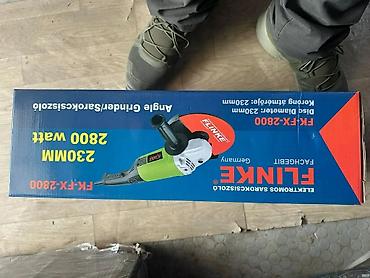 ELEKTROMOS SAROKCSISZOLÓ
FLINKE
FACHGEBIT
Germany
FK-FX-2800
230MM
2800 watt
Angle Grinder/Sarokcsiszoló
FLINKE
FK-FX-2800
Disc Diameter: 230mm
Korong átmérője: 230mm